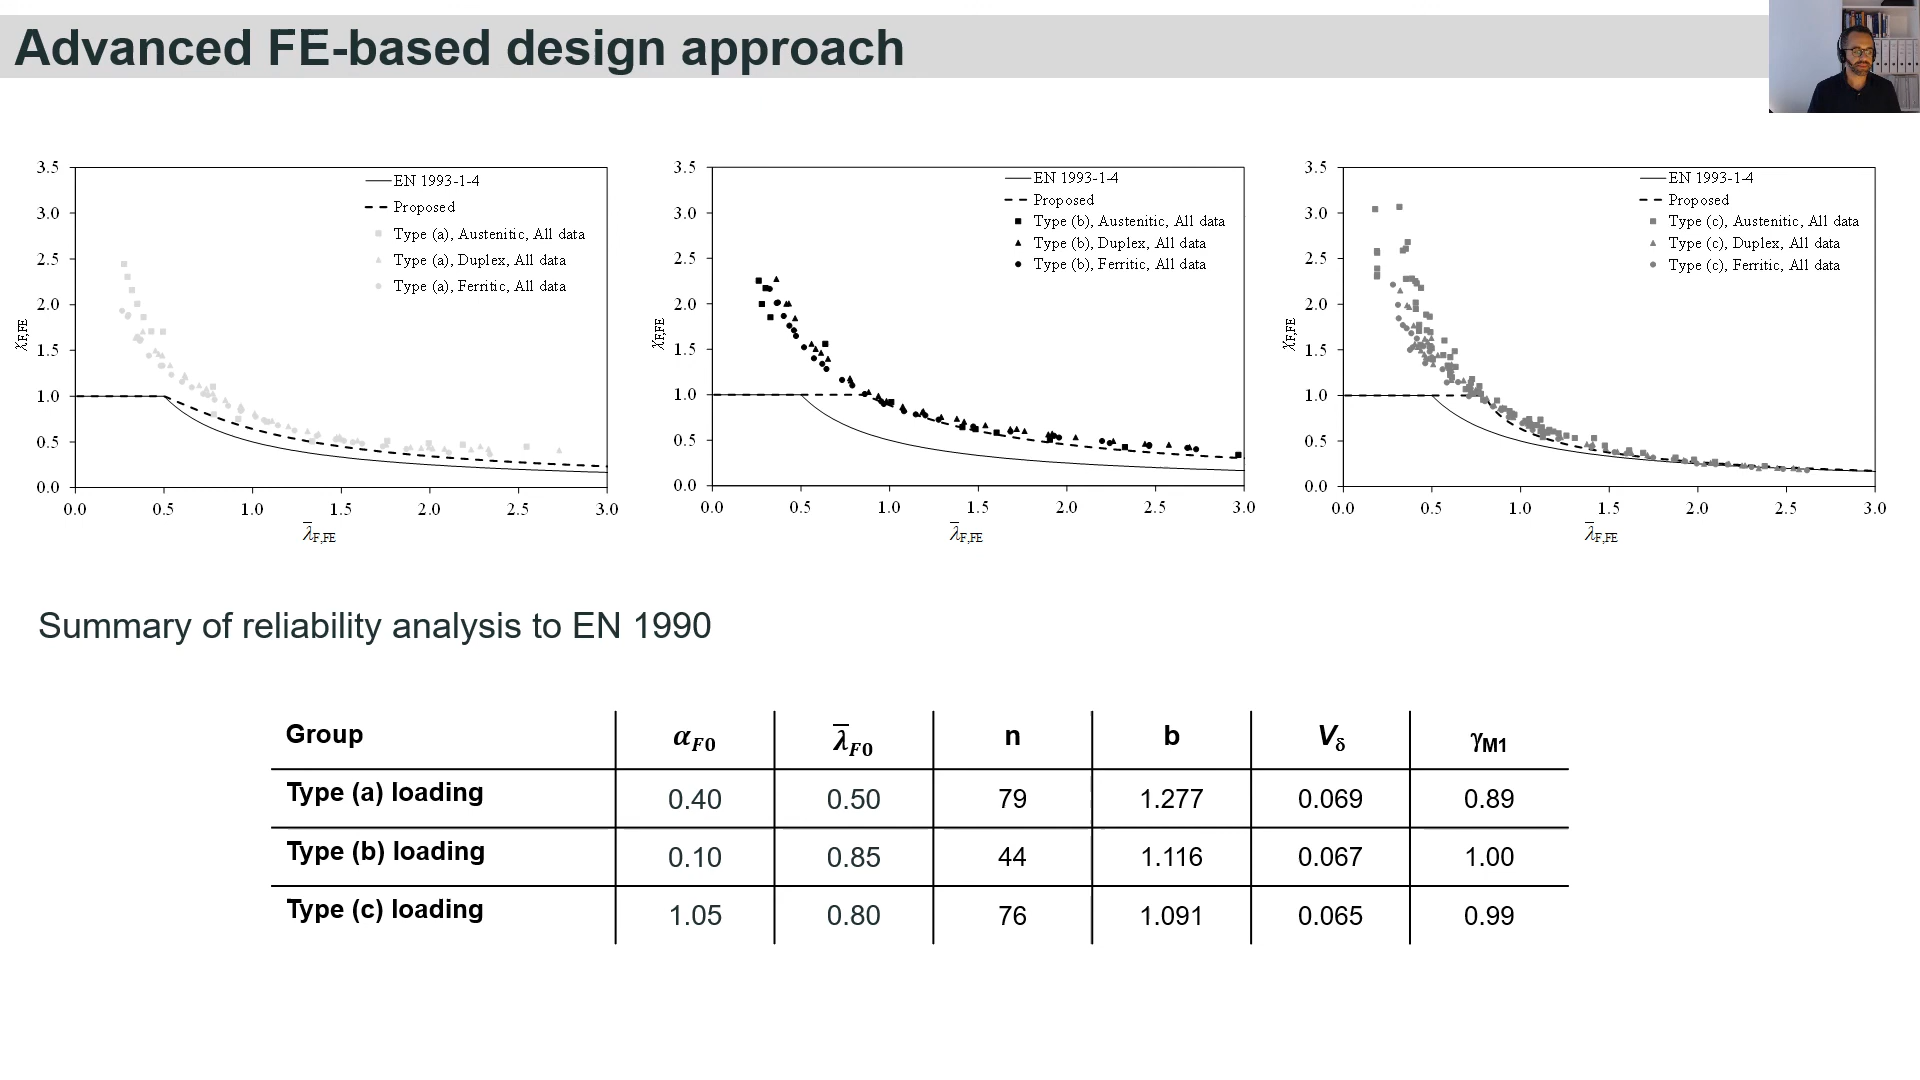 Advanced FE-based design approach
3.5
3.0
2.5
2.0
1.5
1.0
0.5
0.0
χF,FE
EN 1993-1-4
Proposed
Type (a), Austenitic, All data
Type (a), Duplex, All data
Type (a), Ferritic, All data
0.0 0.5 1.0 1.5 2.0 2.5 3.0
λ̅F,FE
3.5
3.0
2.5
2.0
1.5
1.0
0.5
0.0
χF,FE
EN 1993-1-4
Proposed
Type (b), Austenitic, All data
Type (b), Duplex, All data
Type (b), Ferritic, All data
0.0 0.5 1.0 1.5 2.0 2.5 3.0
λ̅F,FE
3.5
3.0
2.5
2.0
1.5
1.0
0.5
0.0
χF,FE
EN 1993-1-4
Proposed
Type (c), Austenitic, All data
Type (c), Duplex, All data
Type (c), Ferritic, All data
0.0 0.5 1.0 1.5 2.0 2.5 3.0
λ̅F,FE
Summary of reliability analysis to EN 1990
Group αF0 λ̅F0 n b Vδ γM1
Type (a) loading 0.40 0.50 79 1.277 0.069 0.89
Type (b) loading 0.10 0.85 44 1.116 0.067 1.00
Type (c) loading 1.05 0.80 76 1.091 0.065 0.99